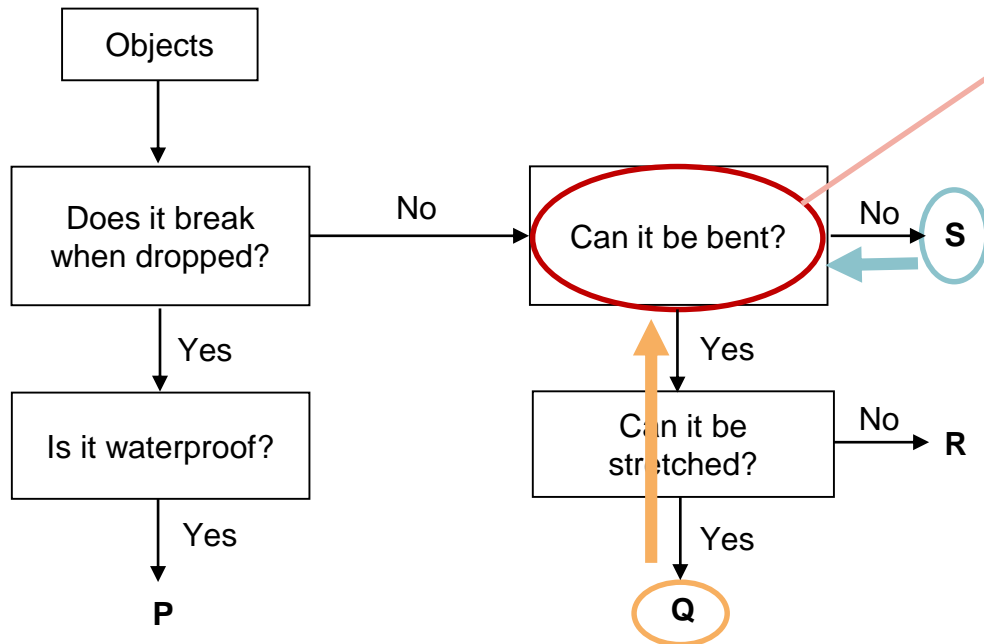 Objects
Does it break
when dropped?
No
Can it be bent?
No
S
Yes
Yes
Is it waterproof?
Can it be
stretched?
No
R
Yes
Yes
P
Q